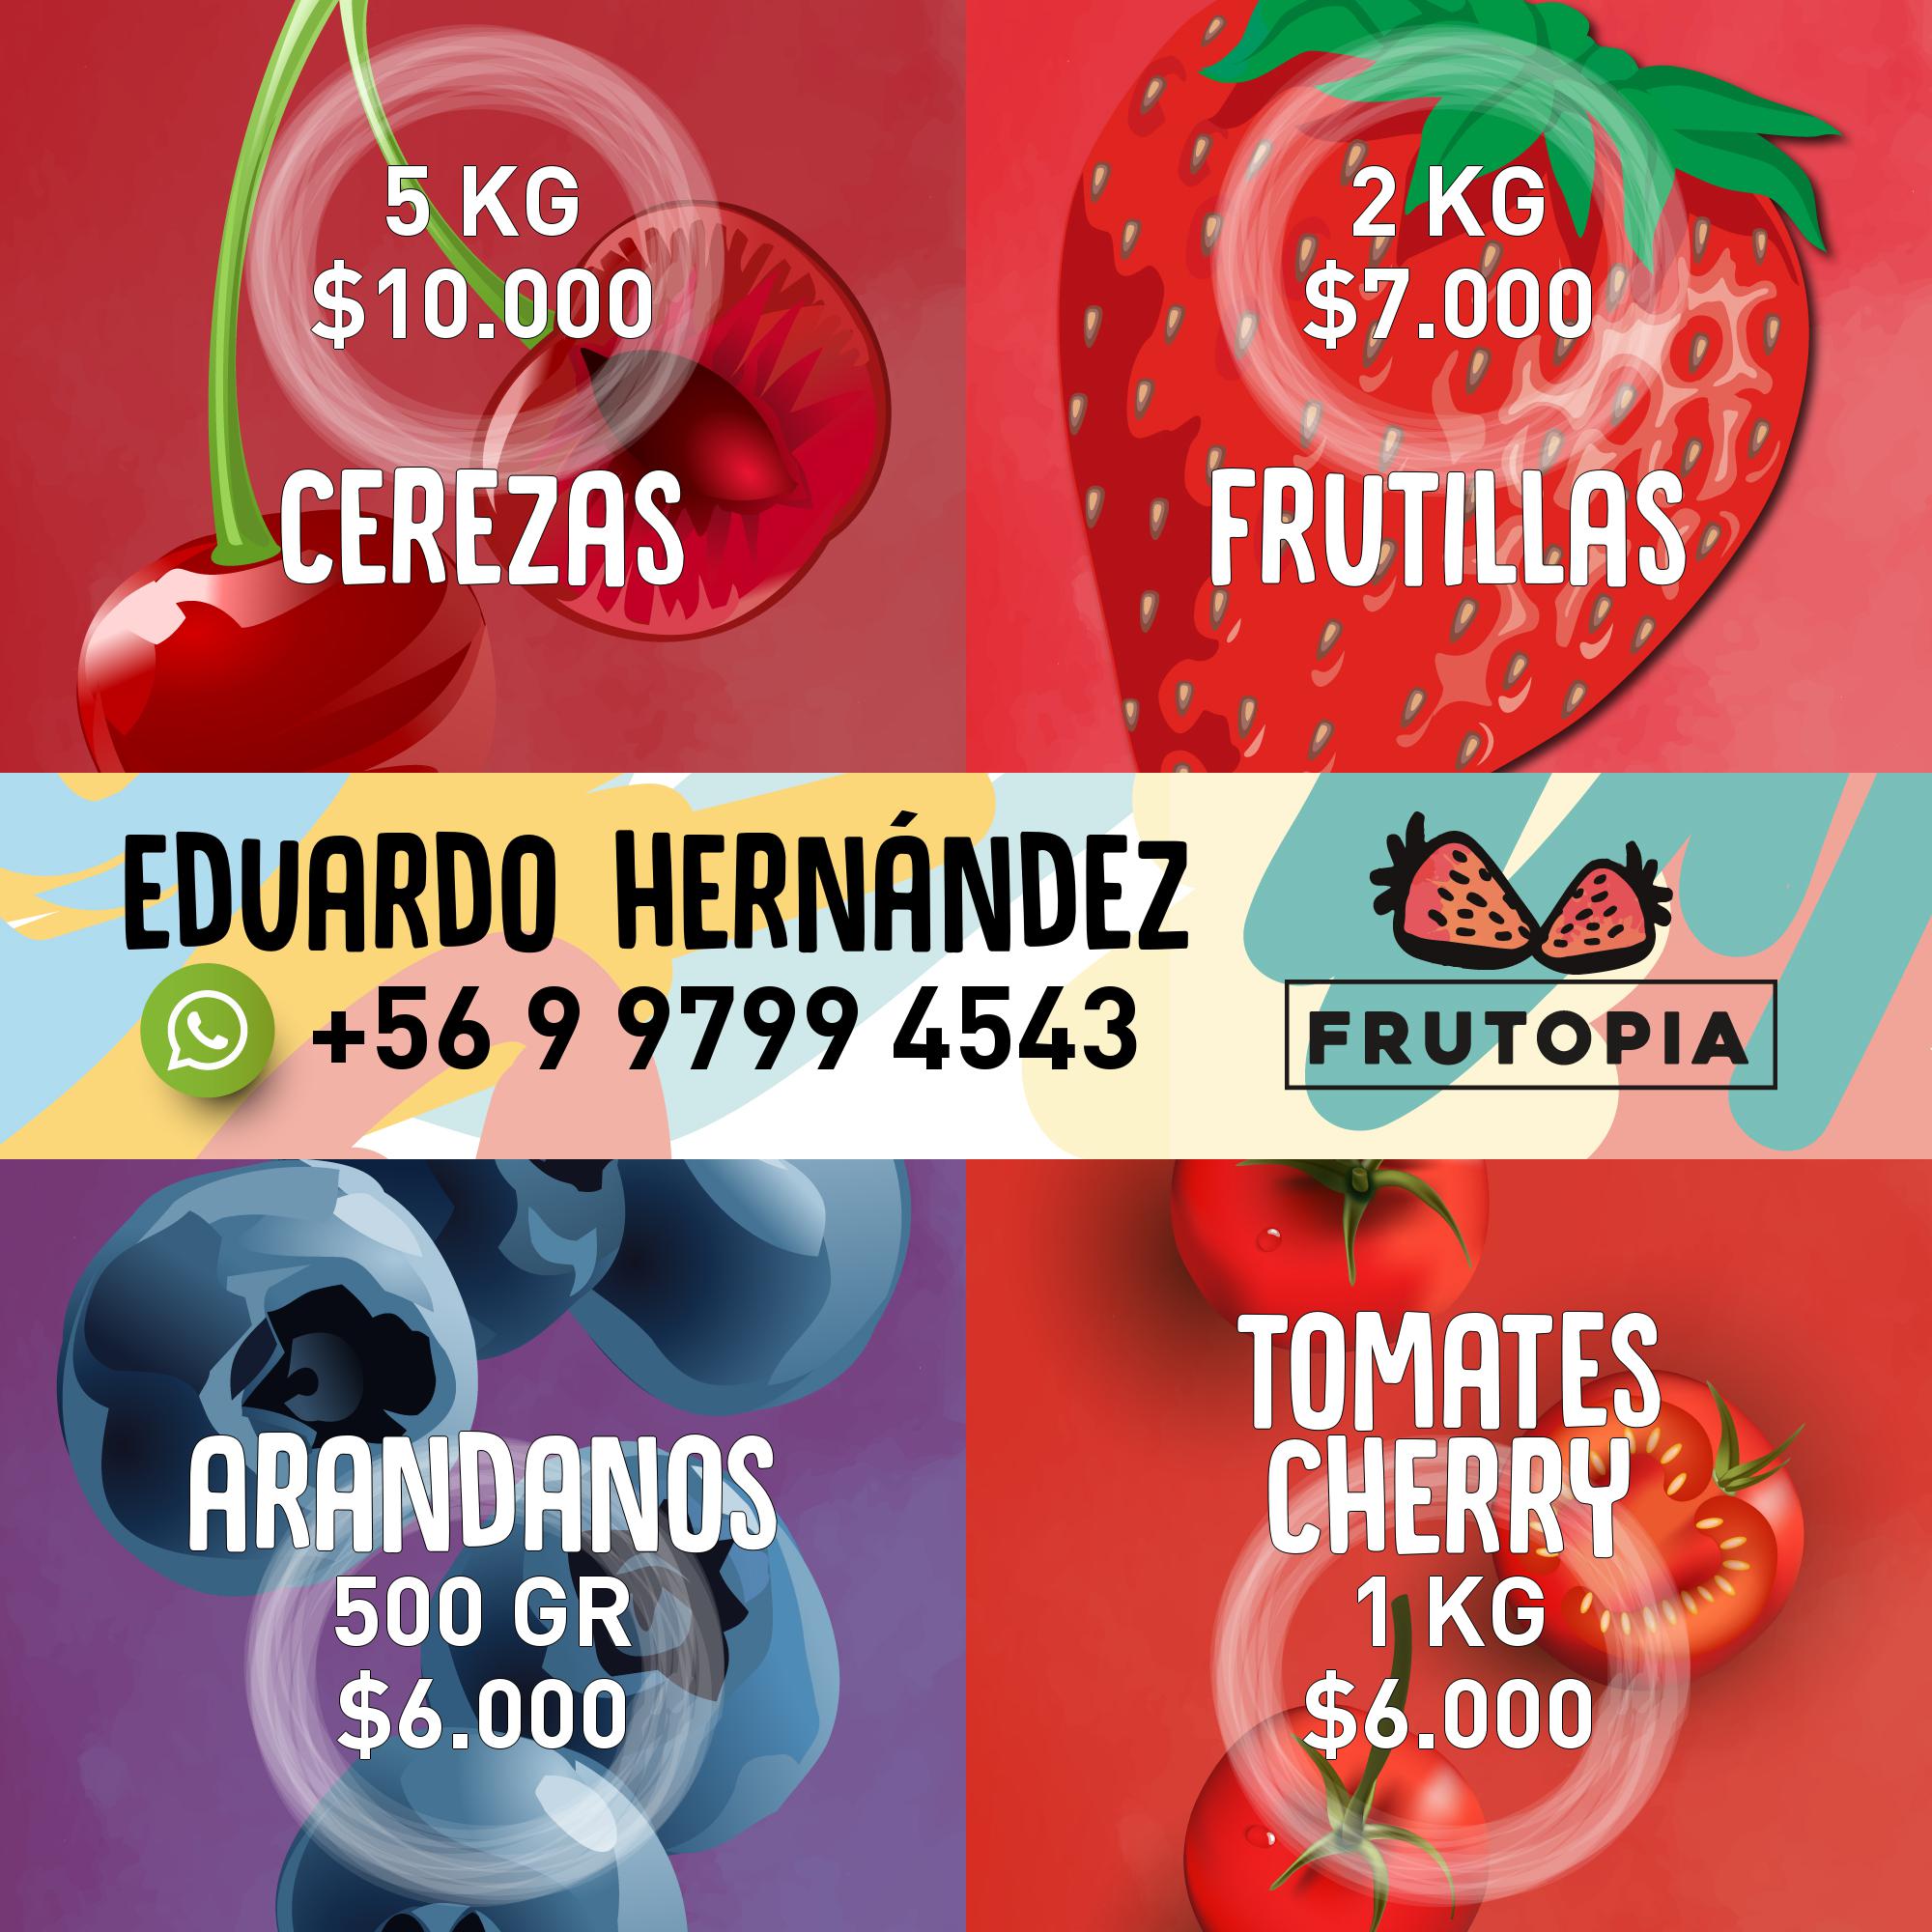 5 KG
$10.000
CEREZAS
2 KG
$7.000
FRUTILLAS
EDUARDO HERNÁNDEZ
+56 9 9799 4543
FRUTOPIA
ARANDANOS
500 GR
$6.000
TOMATES
CHERRY
1 KG
$6.000